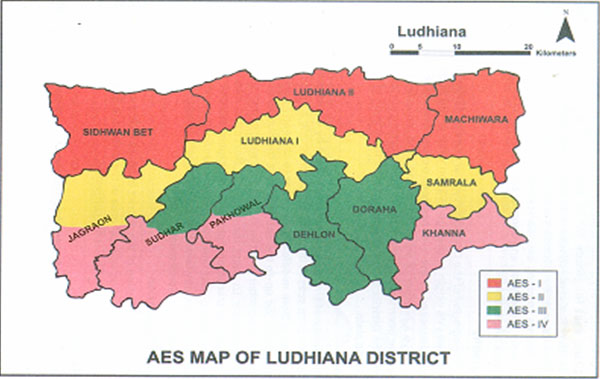 Ludhiana
N
0 5 10 20
Kilometers
LUDHIANA II
SIDHWAN BET
MACHIWARA
LUDHIANA I
SAMRALA
JAGRAON
SUDHAR
PAKHOWAL
DEHLON
DORAHA
KHANNA
AES - I
AES - II
AES - III
AES - IV
AES MAP OF LUDHIANA DISTRICT